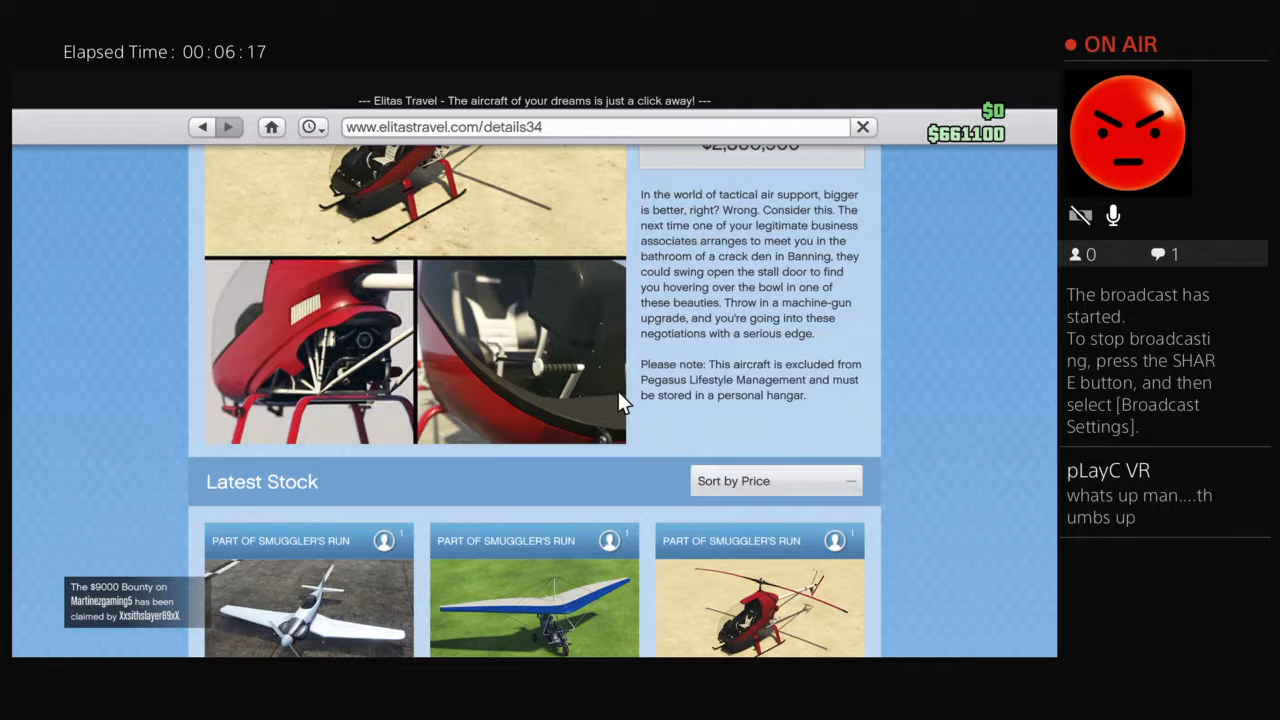 Elapsed Time: 00:06:17
ON AIR
--- Elitas Travel - The aircraft of your dreams is just a click away! ---
$0
www.elitastravel.com/details34
$661100
In the world of tactical air support, bigger
is better, right? Wrong. Consider this. The
next time one of your legitimate business
associates arranges to meet you in the
bathroom of a crack den in Banning, they
could swing open the stall door to find
you hovering over the bowl in one of
these beauties. Throw in a machine-gun
upgrade, and you're going into these
negotiations with a serious edge.
Please note: This aircraft is excluded from
Pegasus Lifestyle Management and must
be stored in a personal hangar.
Latest Stock
Sort by Price
PART OF SMUGGLER'S RUN
1
PART OF SMUGGLER'S RUN
1
PART OF SMUGGLER'S RUN
1
The $9000 Bounty on
Martinezgaming5 has been
claimed by Xxsithslayer69xX.
0
1
The broadcast has
started.
To stop broadcasti
ng, press the SHAR
E button, and then
select [Broadcast
Settings].
pLayC VR
whats up man....th
umbs up